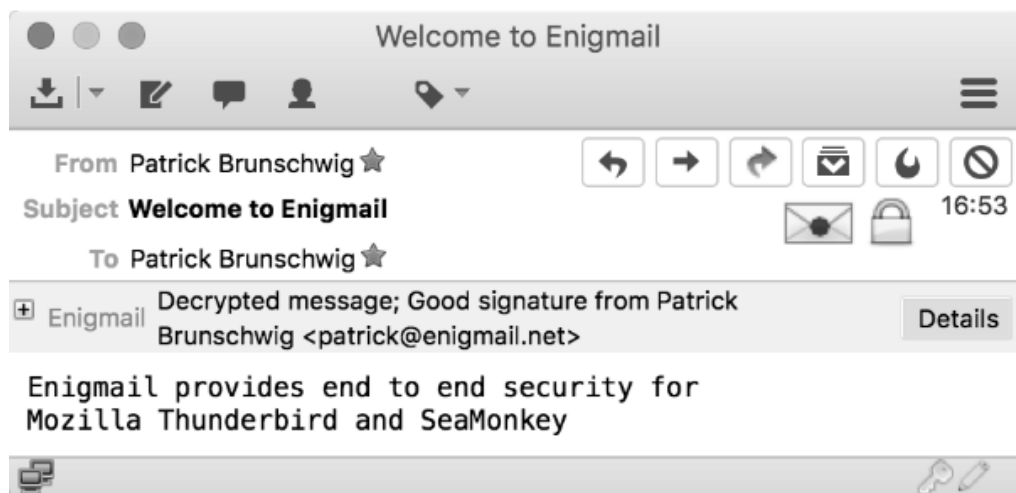 Welcome to Enigmail
From Patrick Brunschwig
Subject Welcome to Enigmail
16:53
To Patrick Brunschwig
Enigmail Decrypted message; Good signature from Patrick
Brunschwig <patrick@enigmail.net>
Details
Enigmail provides end to end security for
Mozilla Thunderbird and SeaMonkey